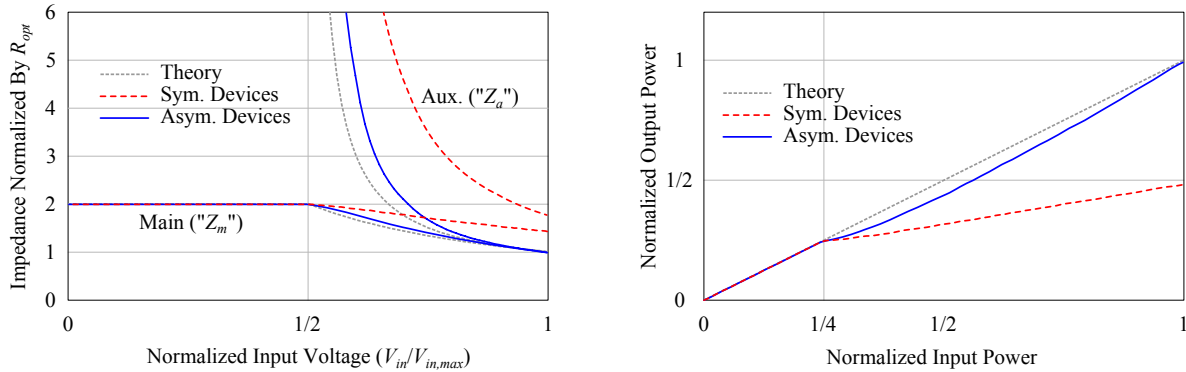 Impedance Normalized By R_opt
6
5
4
3
2
1
0
Theory
Sym. Devices
Asym. Devices
Aux. ("Z_a")
Main ("Z_m")
0
1/2
1
Normalized Input Voltage (V_in/V_in,max)
Normalized Output Power
1
1/2
0
Theory
Sym. Devices
Asym. Devices
0
1/4
1/2
1
Normalized Input Power